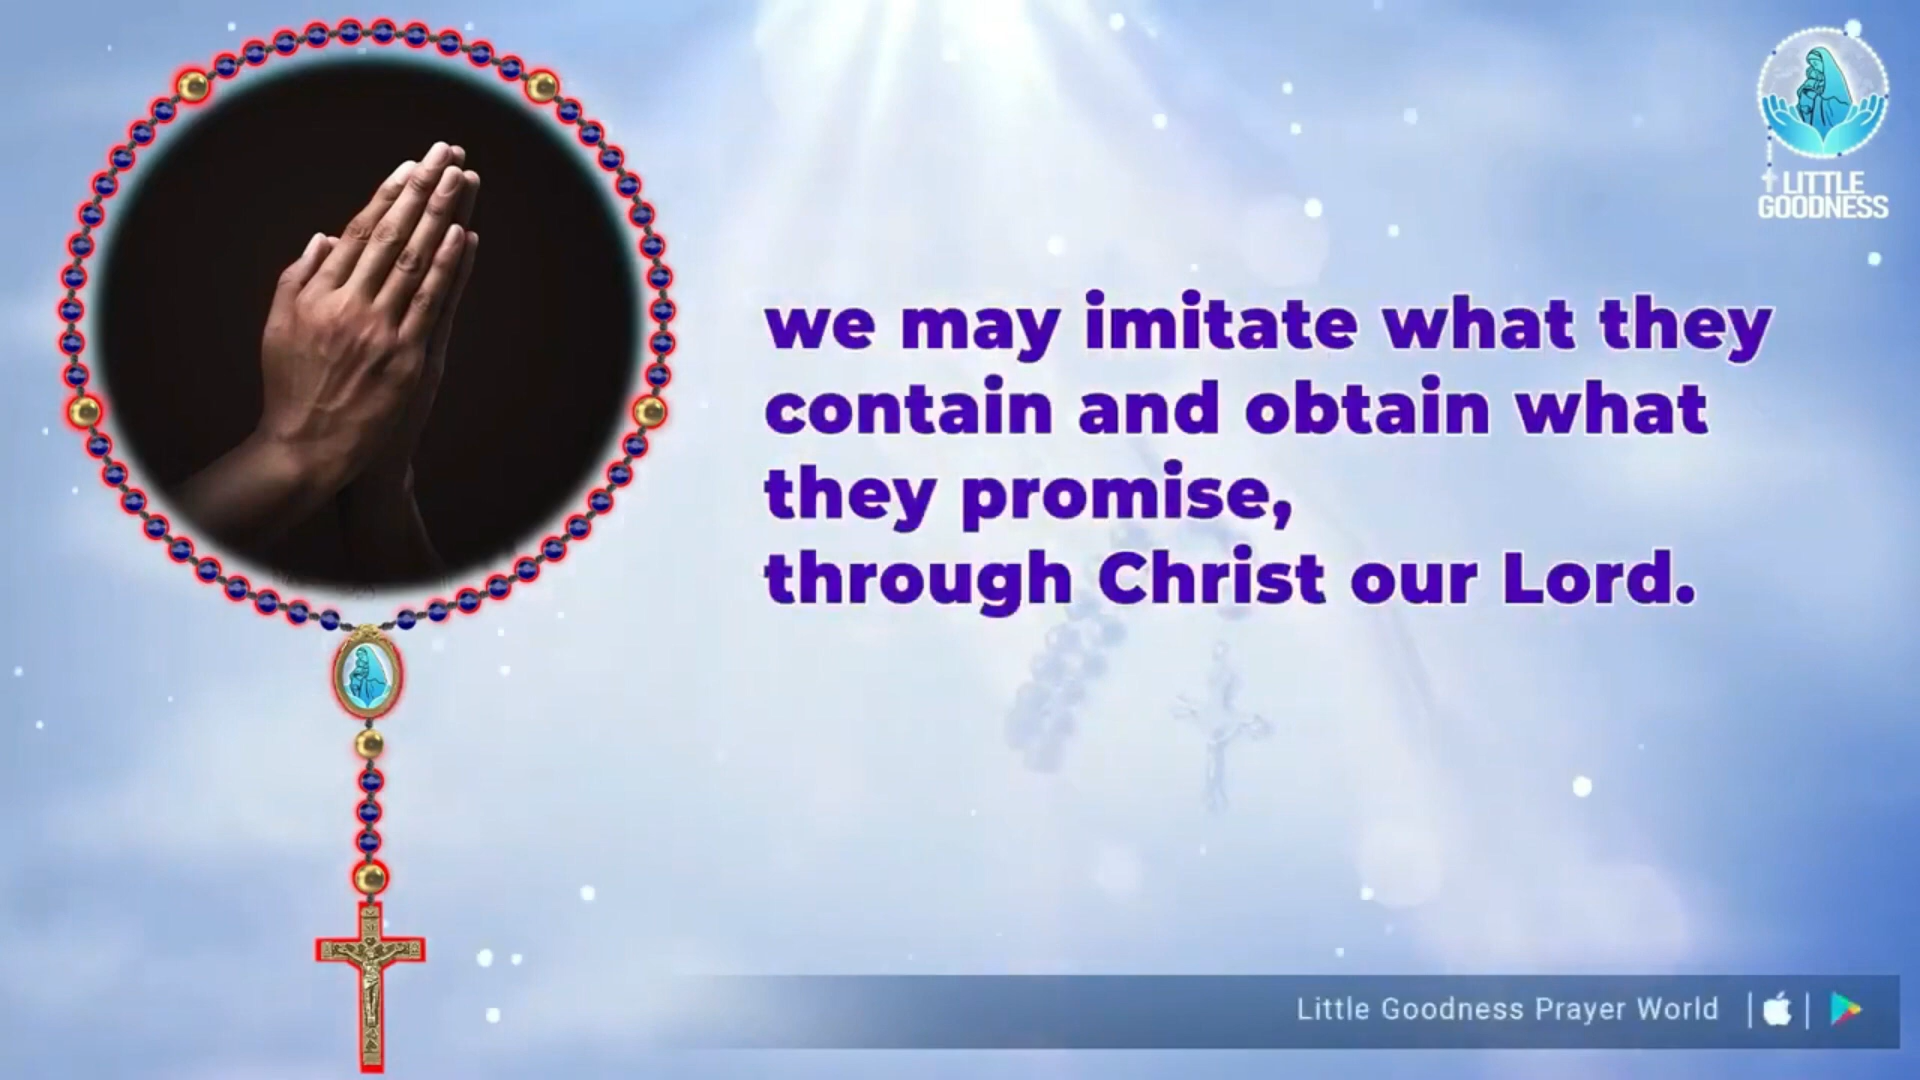 LITTLE
GOODNESS
we may imitate what they
contain and obtain what
they promise,
through Christ our Lord.
Little Goodness Prayer World